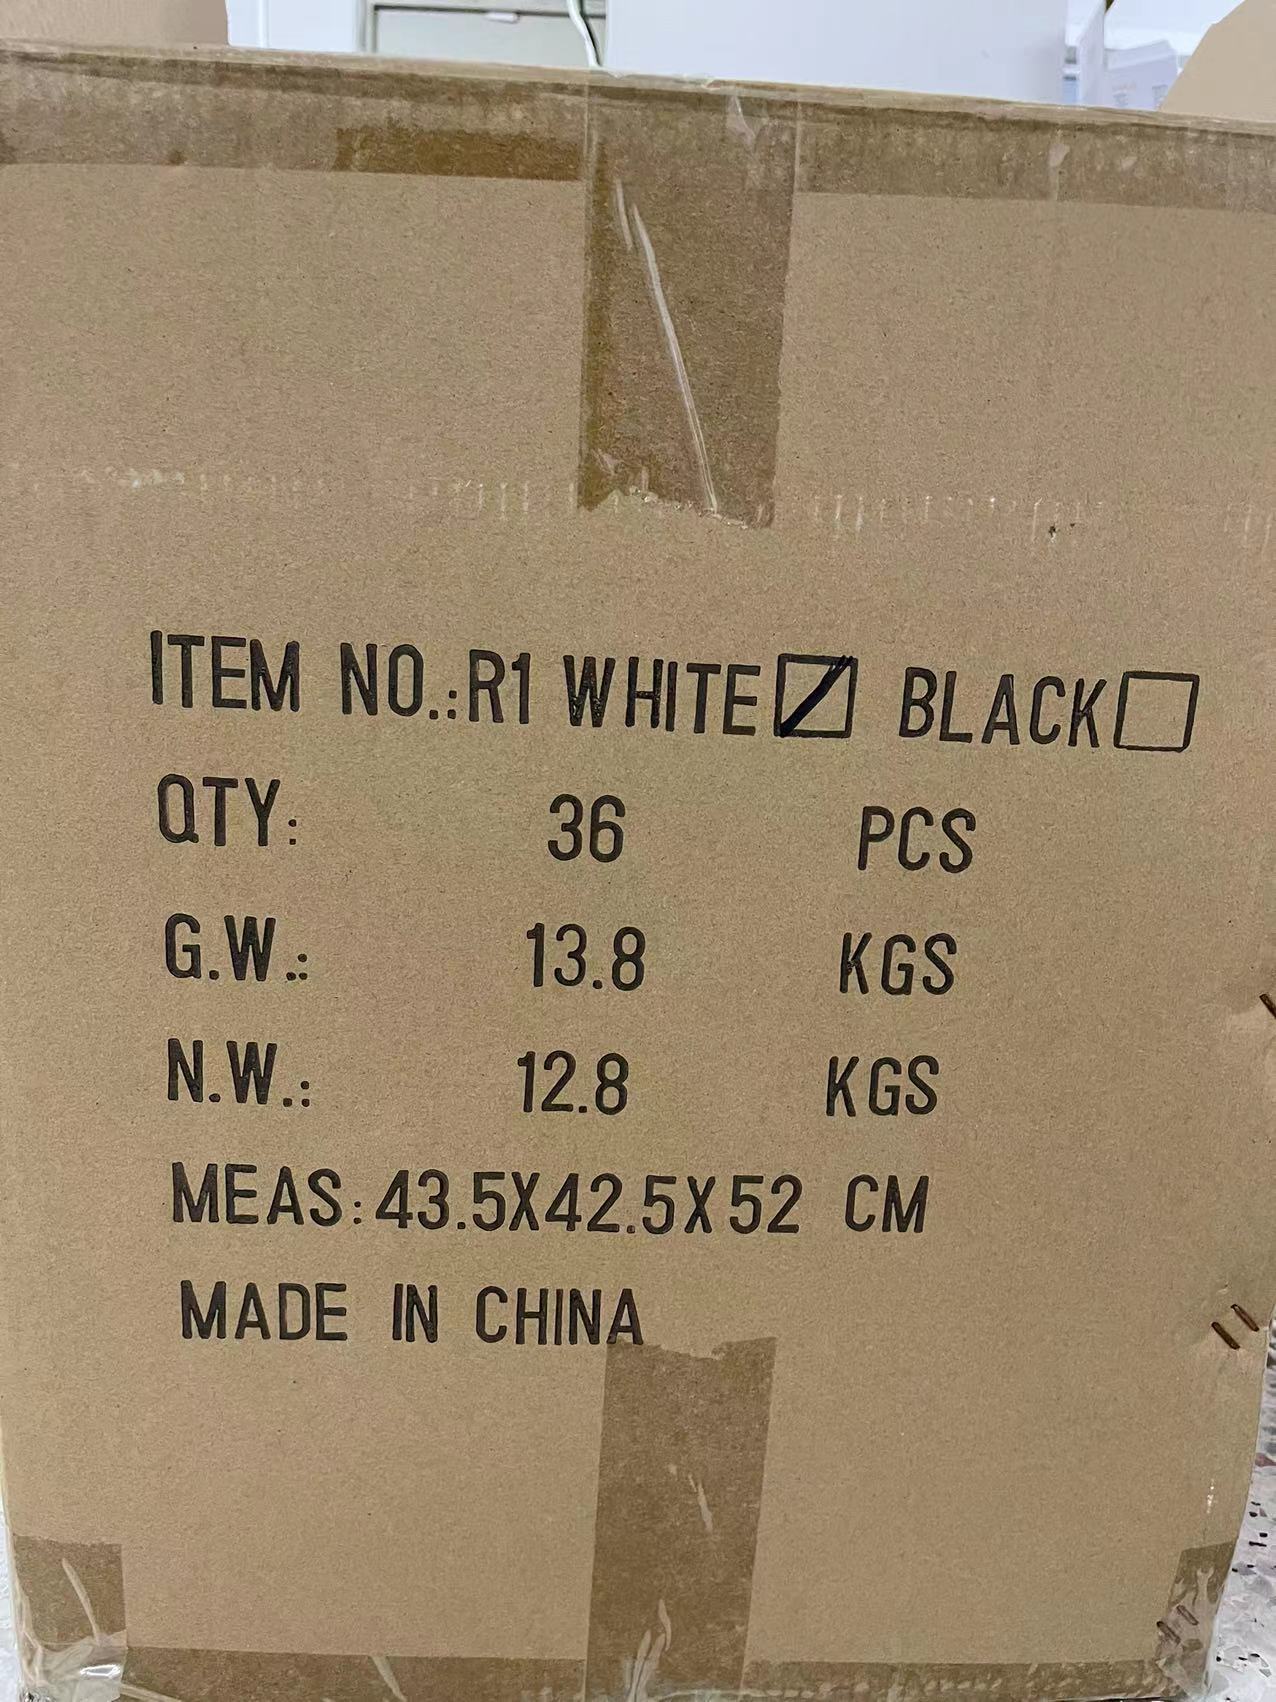 ITEM NO.:R1 WHITE☑ BLACK☐
QTY: 36 PCS
G.W.: 13.8 KGS
N.W.: 12.8 KGS
MEAS:43.5X42.5X52 CM
MADE IN CHINA